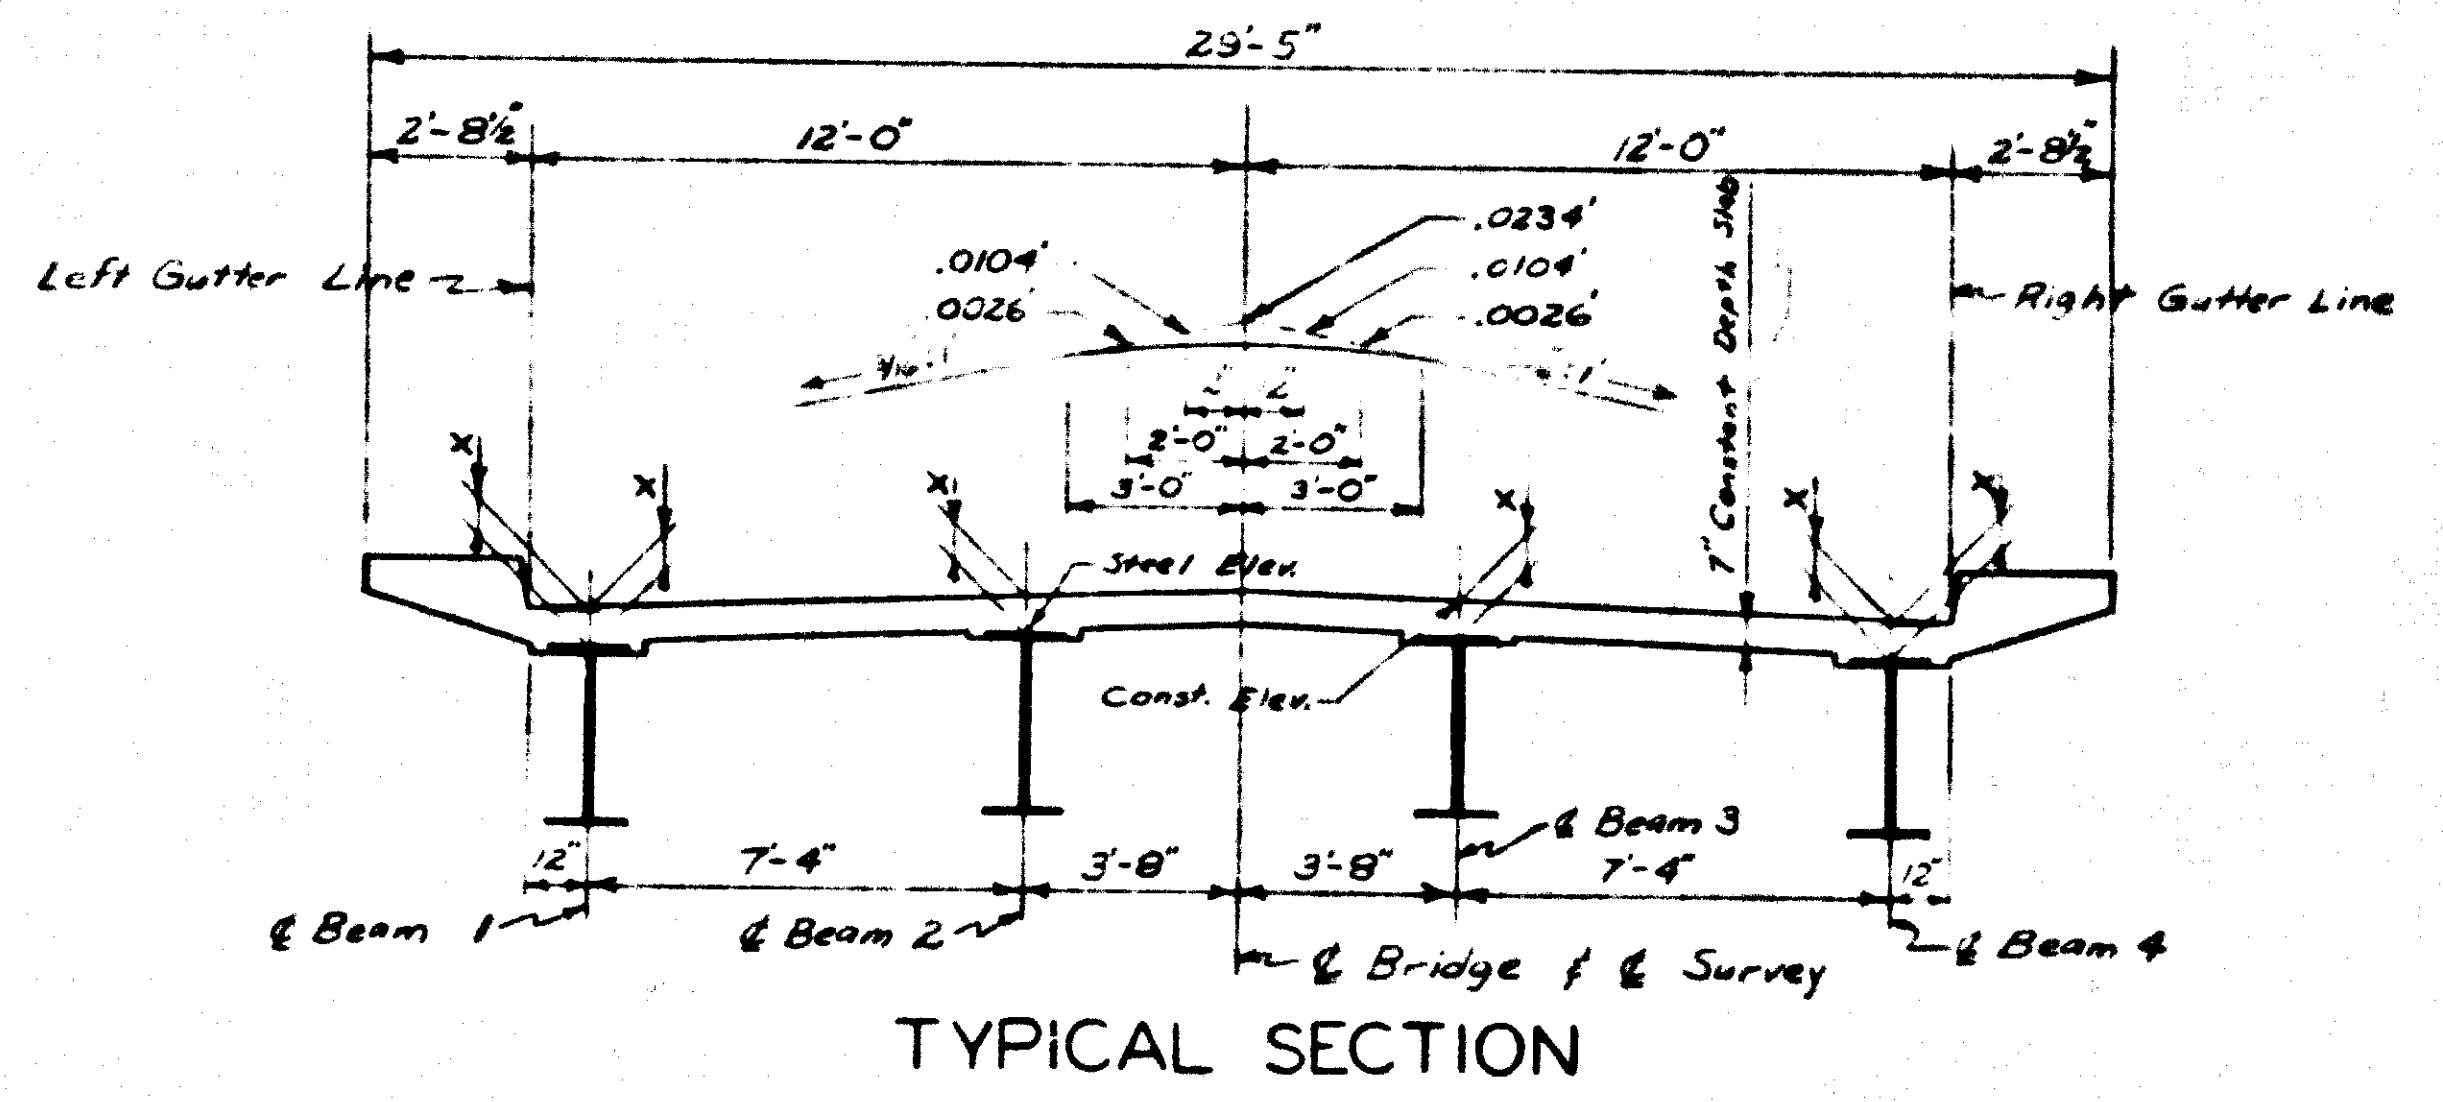 29'-5"
2'-8½" 12'-0" 12'-0" 2'-8½"
.0234'
.0104' .0104'
Left Gutter Line
.0026' .0026'
Right Gutter Line
7" Constant Depth Slab
2" 2"
2'-0" 2'-0"
3'-0" 3'-0"
x x x x x x
Steel Elev.
Const. Elev.
℄ Beam 3
12" 7'-4" 3'-8" 3'-8" 7'-4" 12"
℄ Beam 1 ℄ Beam 2 ℄ Beam 4
℄ Bridge & ℄ Survey
TYPICAL SECTION